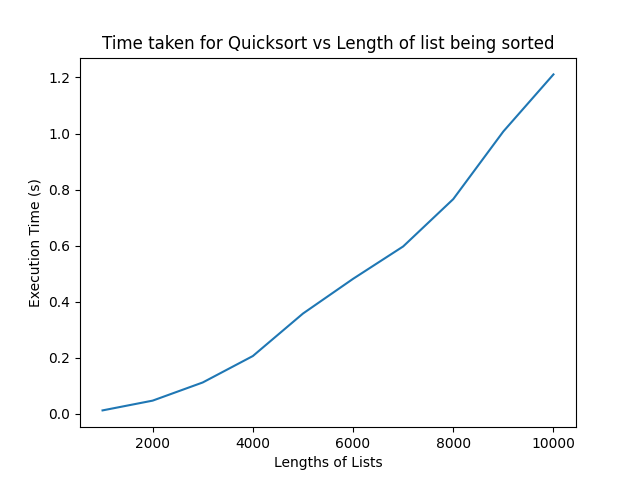 Time taken for Quicksort vs Length of list being sorted
1.2
1.0
0.8
0.6
0.4
0.2
0.0
Execution Time (s)
2000 4000 6000 8000 10000
Lengths of Lists